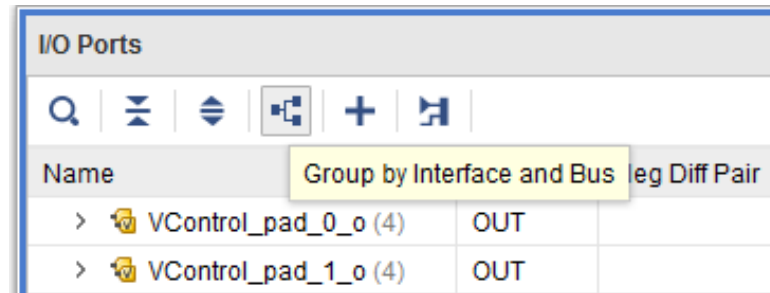 I/O Ports
Name Group by Interface and Bus leg Diff Pair
VControl_pad_0_o (4) OUT
VControl_pad_1_o (4) OUT